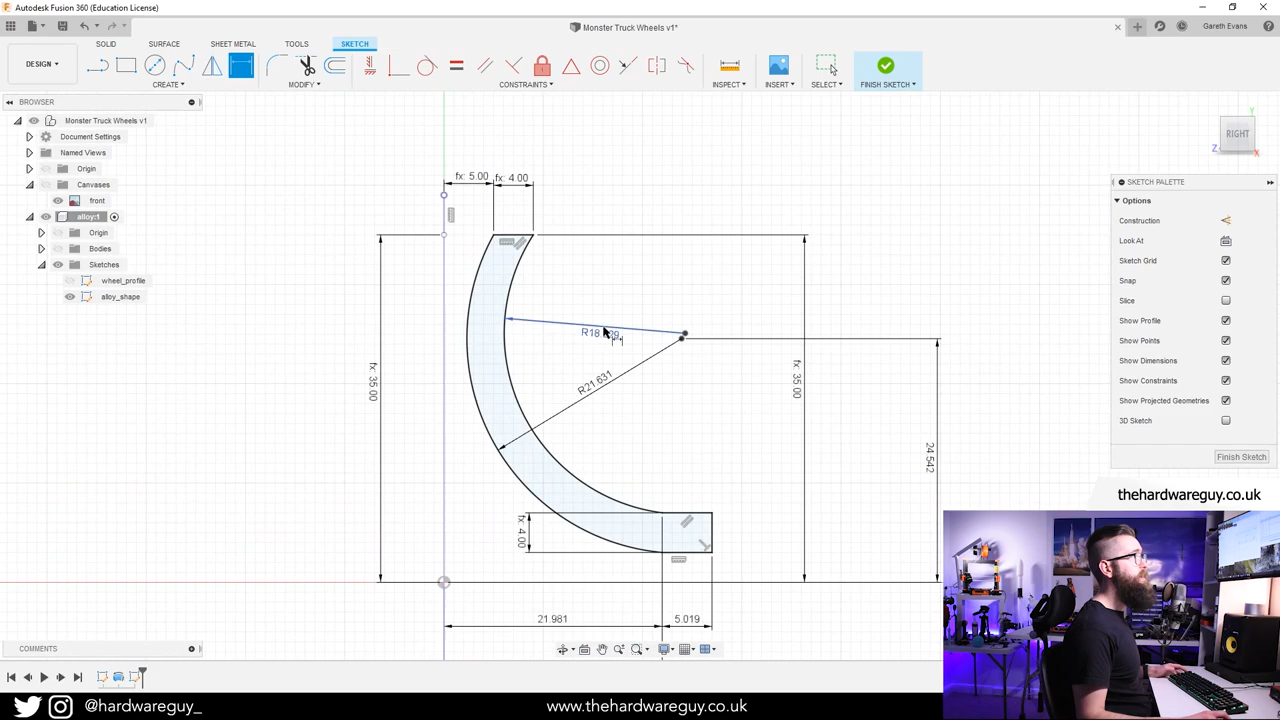 Autodesk Fusion 360 (Education License)
Monster Truck Wheels v1*
Gareth Evans
DESIGN
SOLID SURFACE SHEET METAL TOOLS SKETCH
CREATE MODIFY CONSTRAINTS INSPECT INSERT SELECT FINISH SKETCH
BROWSER
Monster Truck Wheels v1
Document Settings
Named Views
Origin
Canvases
front
alloy:1
Origin
Bodies
Sketches
wheel_profile
alloy_shape
fx: 5.00
fx: 4.00
fx: 35.00
R21.631
fx: 35.00
24.542
fx: 4.00
21.981
5.019
RIGHT
Y
Z
X
SKETCH PALETTE
Options
Construction
Look At
Sketch Grid
Snap
Slice
Show Profile
Show Points
Show Dimensions
Show Constraints
Show Projected Geometries
3D Sketch
Finish Sketch
thehardwareguy.co.uk
COMMENTS
@hardwareguy_
www.thehardwareguy.co.uk